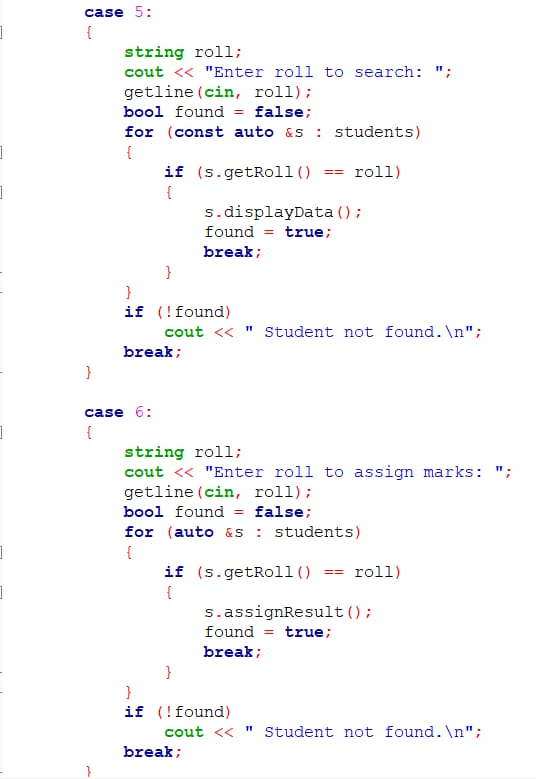 case 5:
{
string roll;
cout << "Enter roll to search: ";
getline(cin, roll);
bool found = false;
for (const auto &s : students)
{
if (s.getRoll() == roll)
{
s.displayData();
found = true;
break;
}
}
if (!found)
cout << " Student not found.\n";
break;
}
case 6:
{
string roll;
cout << "Enter roll to assign marks: ";
getline(cin, roll);
bool found = false;
for (auto &s : students)
{
if (s.getRoll() == roll)
{
s.assignResult();
found = true;
break;
}
}
if (!found)
cout << " Student not found.\n";
break;
}